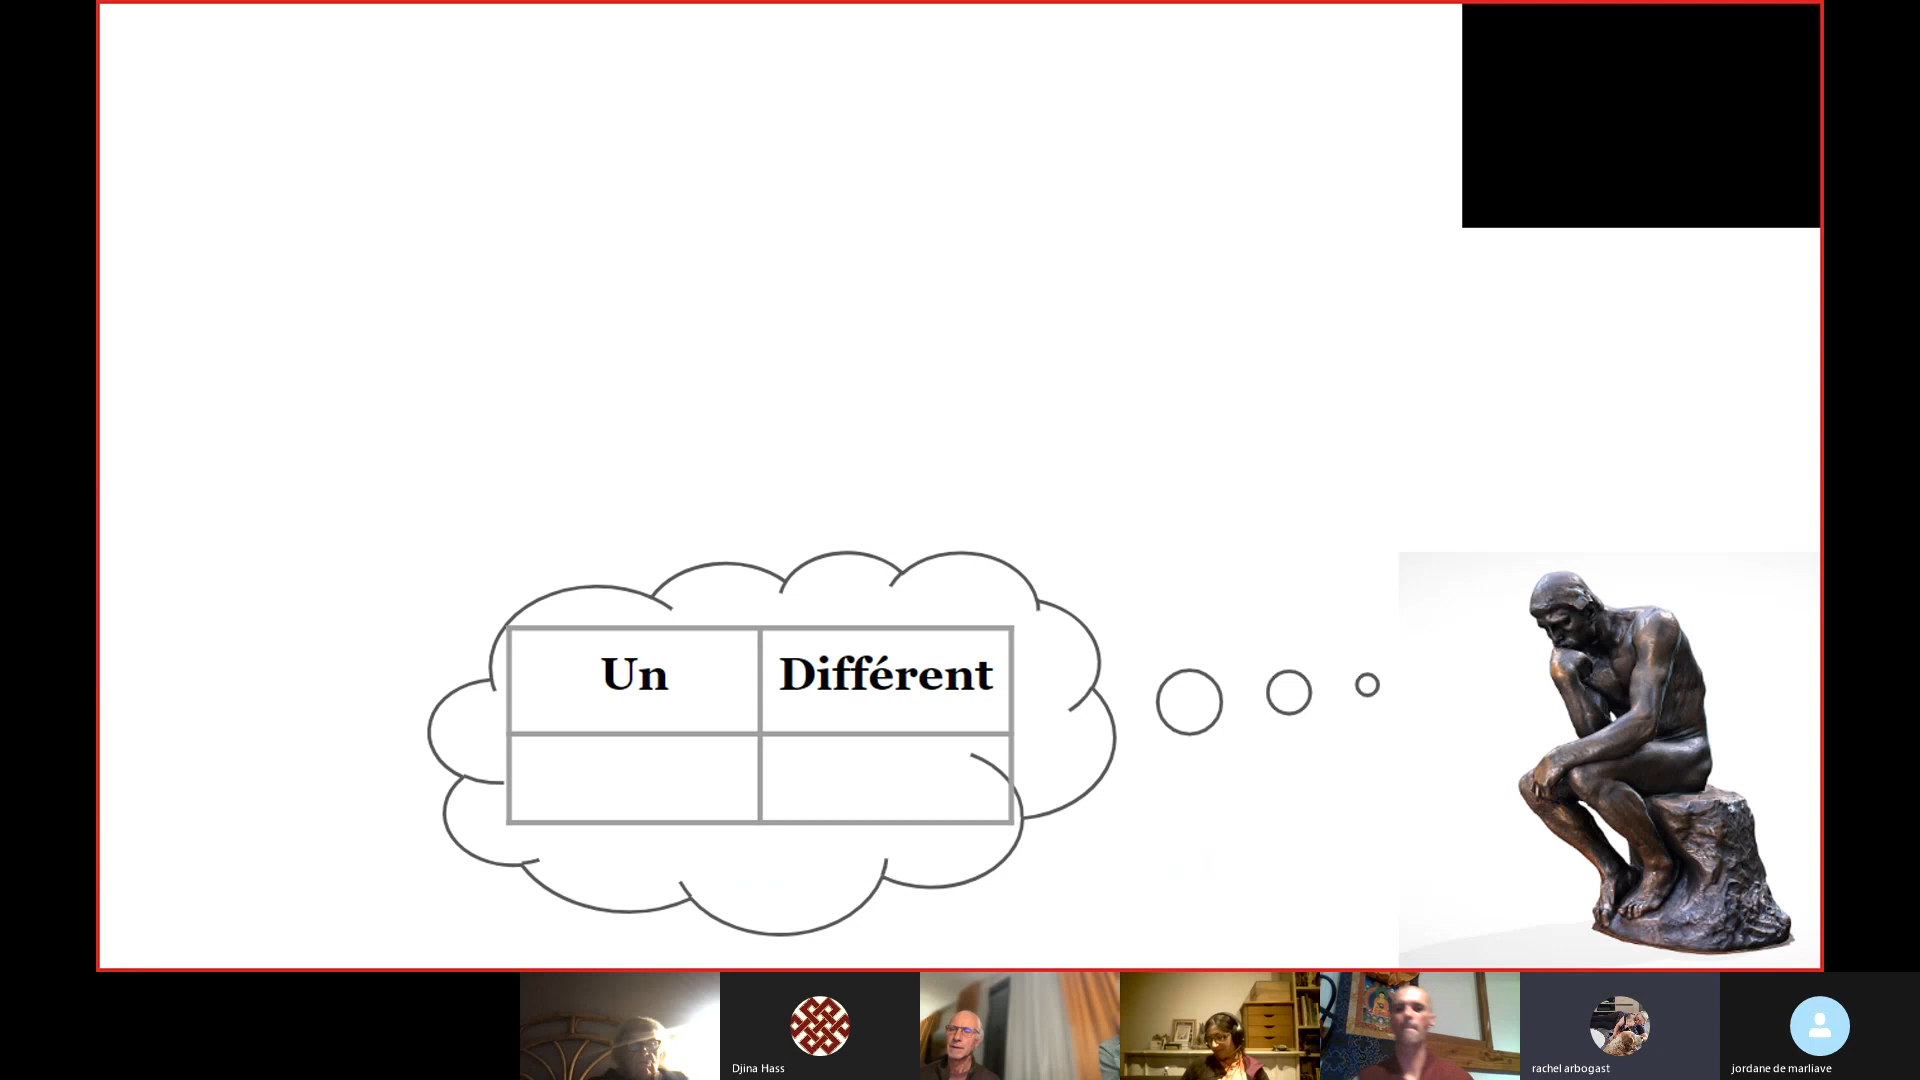 Un
Différent
Djina Hass
rachel arbogast
jordane de marliave